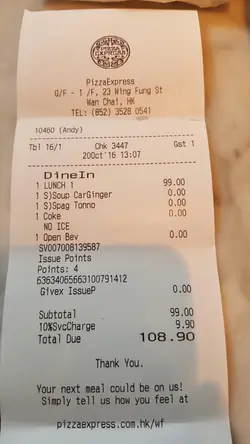 PIZZA
EXPRESS
PizzaExpress
G/F - 1 /F, 23 Wing Fung St
Wan Chai, HK
TEL: (852) 3528 0541
10460 (Andy)
Tbl 16/1 Chk 3447 Gst 1
20Oct'16 13:07
DineIn
1 LUNCH 1 99.00
1 S)Soup CarGinger 0.00
1 S)Spag Tonno 0.00
1 Coke 0.00
NO ICE
1 Open Bev 0.00
SV007008139587
Issue Points
Points: 4
63634065663100791412
Givex IssueP 0.00
Subtotal 99.00
10%SvcCharge 9.90
Total Due 108.90
Thank You.
Your next meal could be on us!
Simply tell us how you feel at
pizzaexpress.com.hk/wf